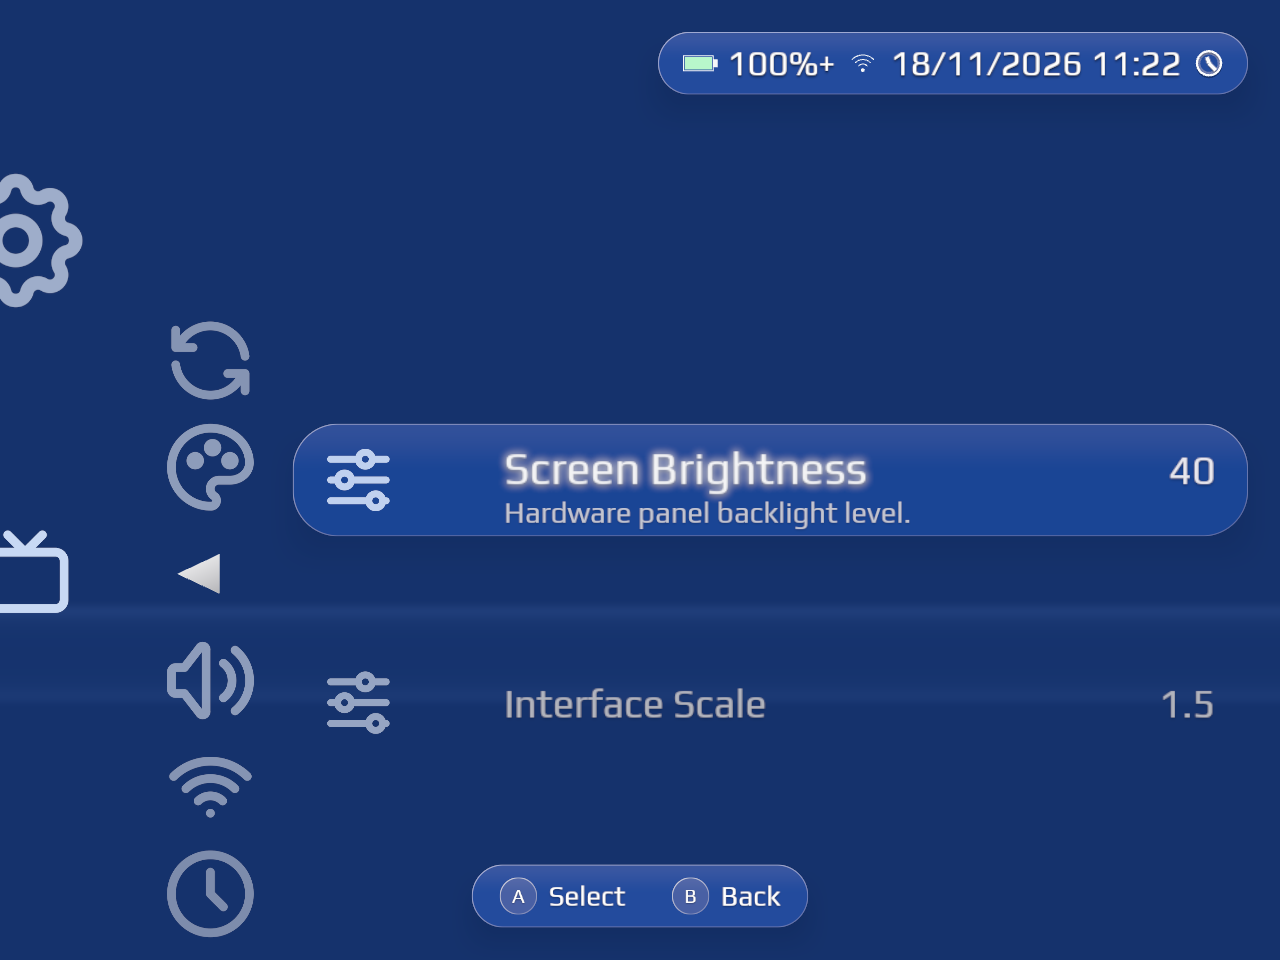 100%+ 18/11/2026 11:22
Screen Brightness 40
Hardware panel backlight level.
Interface Scale 1.5
A Select B Back